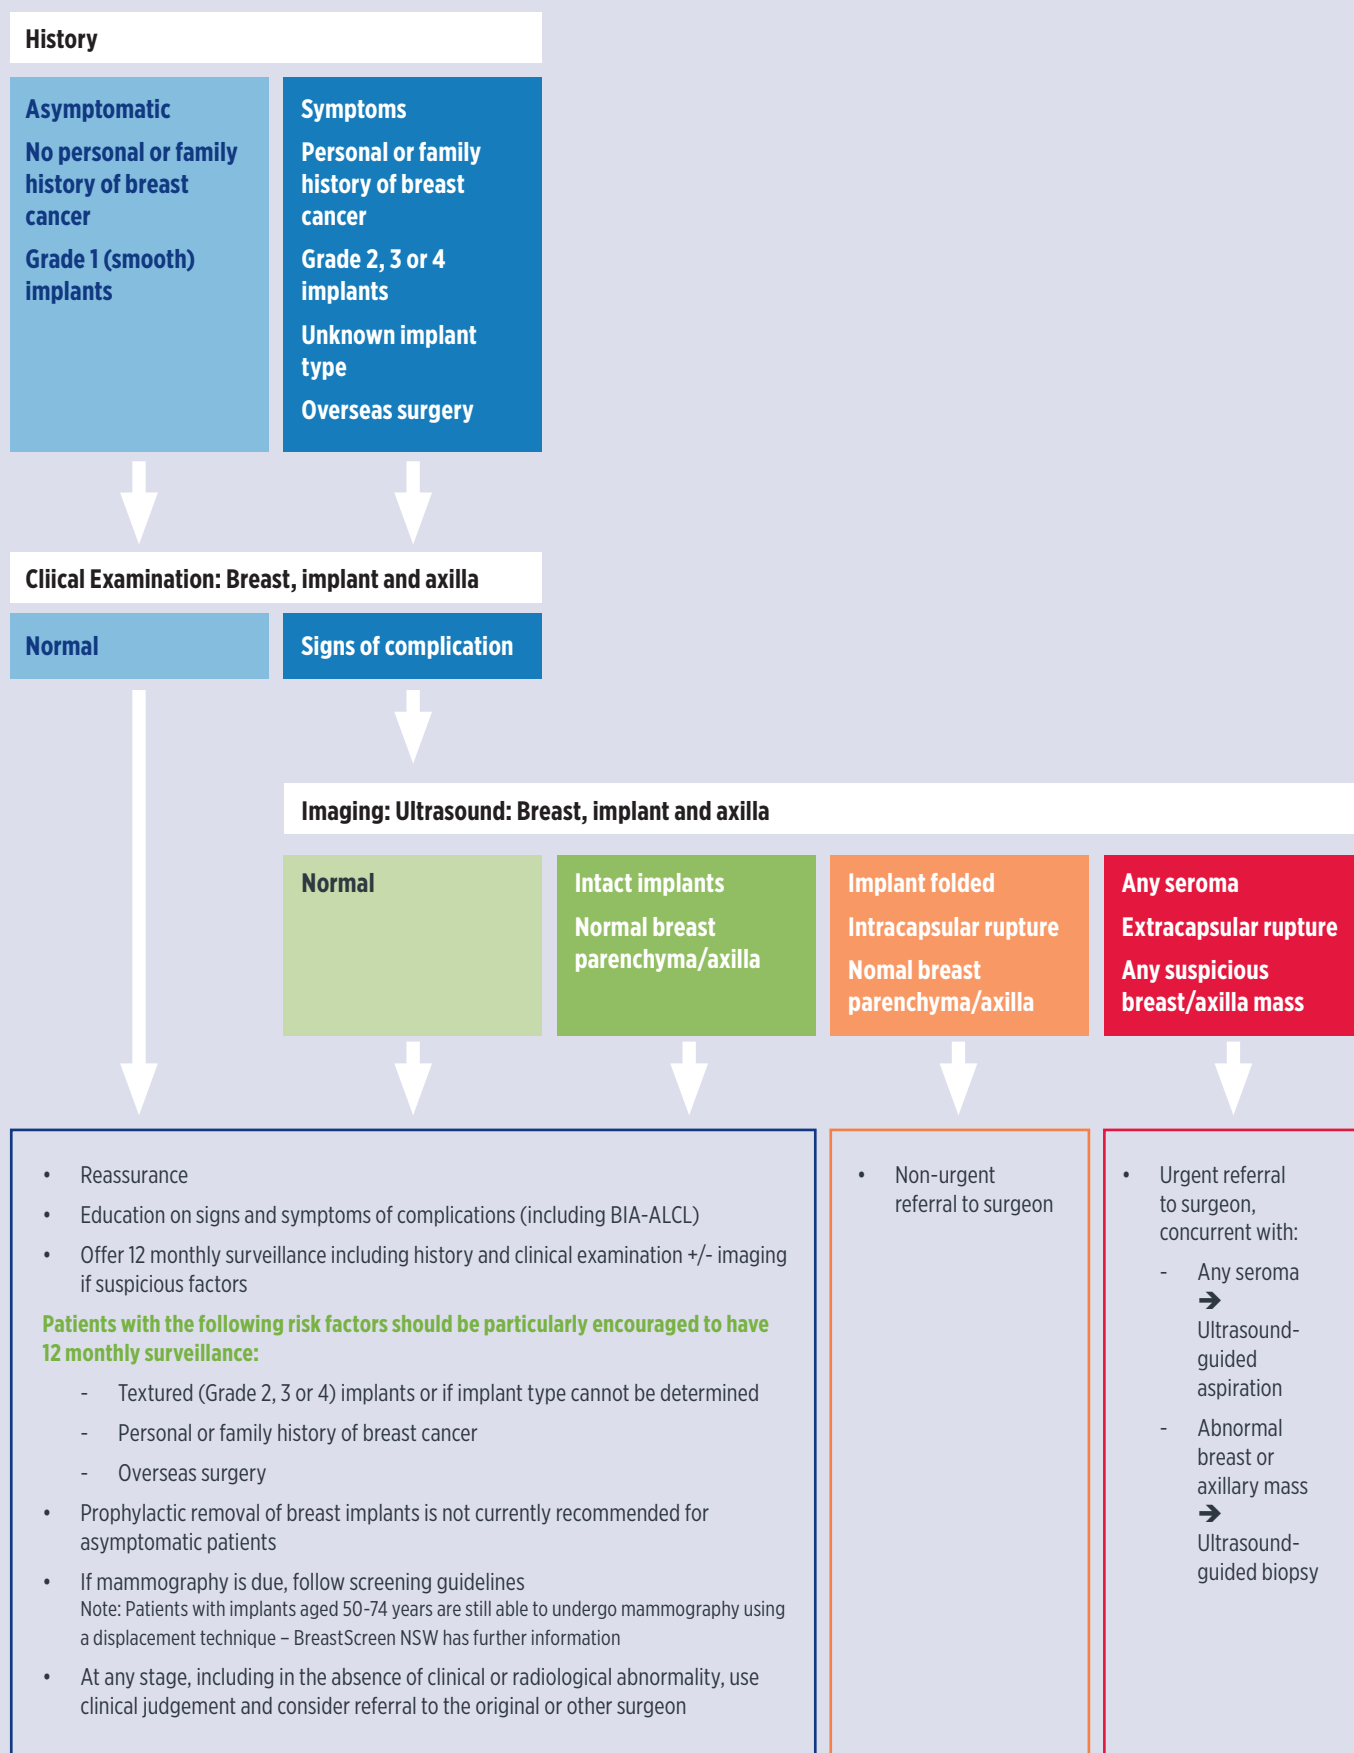 History
Asymptomatic
No personal or family
history of breast
cancer
Grade 1 (smooth)
implants
Symptoms
Personal or family
history of breast
cancer
Grade 2, 3 or 4
implants
Unknown implant
type
Overseas surgery
Cliical Examination: Breast, implant and axilla
Normal
Signs of complication
Imaging: Ultrasound: Breast, implant and axilla
Normal
Intact implants
Normal breast
parenchyma/axilla
Implant folded
Intracapsular rupture
Nomal breast
parenchyma/axilla
Any seroma
Extracapsular rupture
Any suspicious
breast/axilla mass
• Reassurance
• Education on signs and symptoms of complications (including BIA-ALCL)
• Offer 12 monthly surveillance including history and clinical examination +/- imaging
if suspicious factors
Patients with the following risk factors should be particularly encouraged to have
12 monthly surveillance:
- Textured (Grade 2, 3 or 4) implants or if implant type cannot be determined
- Personal or family history of breast cancer
- Overseas surgery
• Prophylactic removal of breast implants is not currently recommended for
asymptomatic patients
• If mammography is due, follow screening guidelines
Note: Patients with implants aged 50-74 years are still able to undergo mammography using
a displacement technique – BreastScreen NSW has further information
• At any stage, including in the absence of clinical or radiological abnormality, use
clinical judgement and consider referral to the original or other surgeon
• Non-urgent
referral to surgeon
• Urgent referral
to surgeon,
concurrent with:
- Any seroma
➔
Ultrasound-
guided
aspiration
- Abnormal
breast or
axillary mass
➔
Ultrasound-
guided biopsy